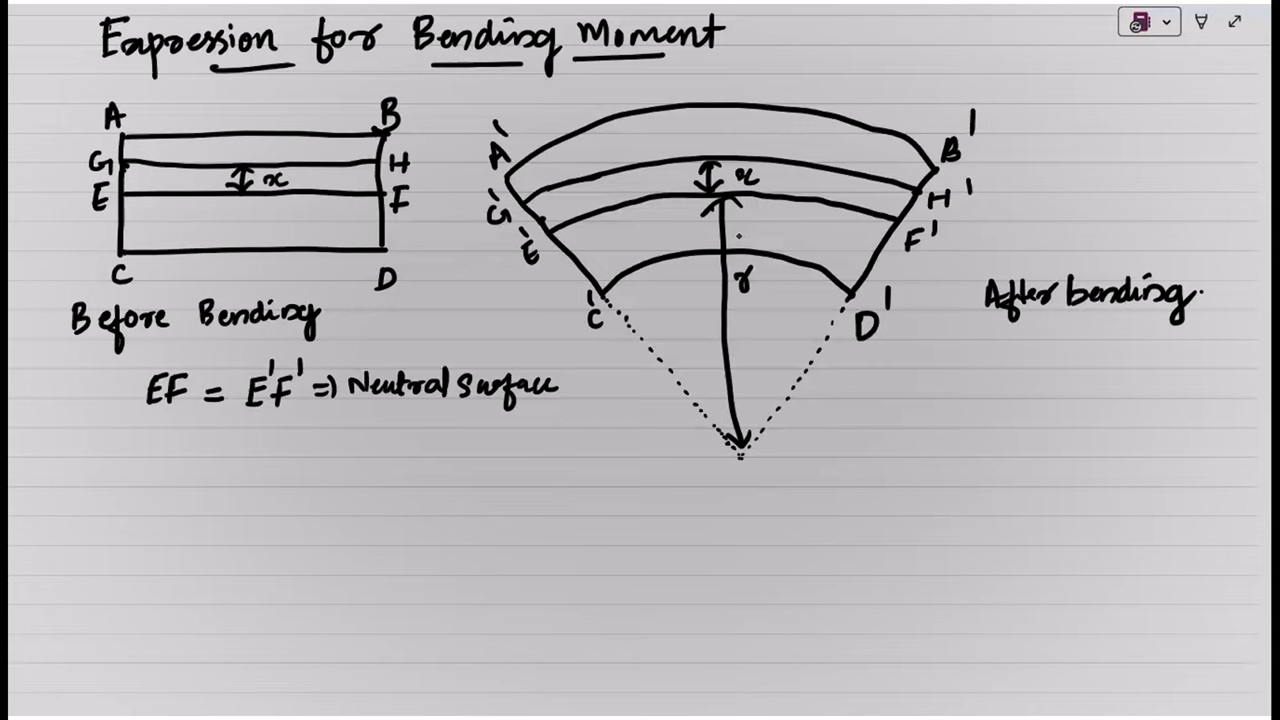 Expression for Bending Moment
A B
G H
x
E F
C D
Before Bending
A' B'
G' H'
x
E' F'
r
C' D'
After bending.
EF = E'F' => Neutral Surface